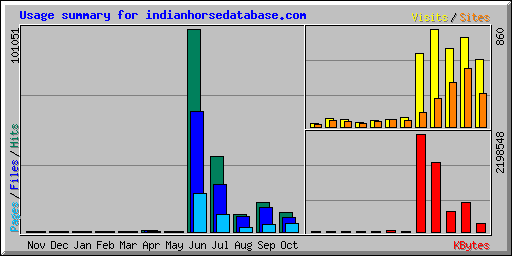 Usage summary for indianhorsedatabase.com
Visits / Sites
101051
860
Pages / Files / Hits
2198548
Nov Dec Jan Feb Mar Apr May Jun Jul Aug Sep Oct
KBytes